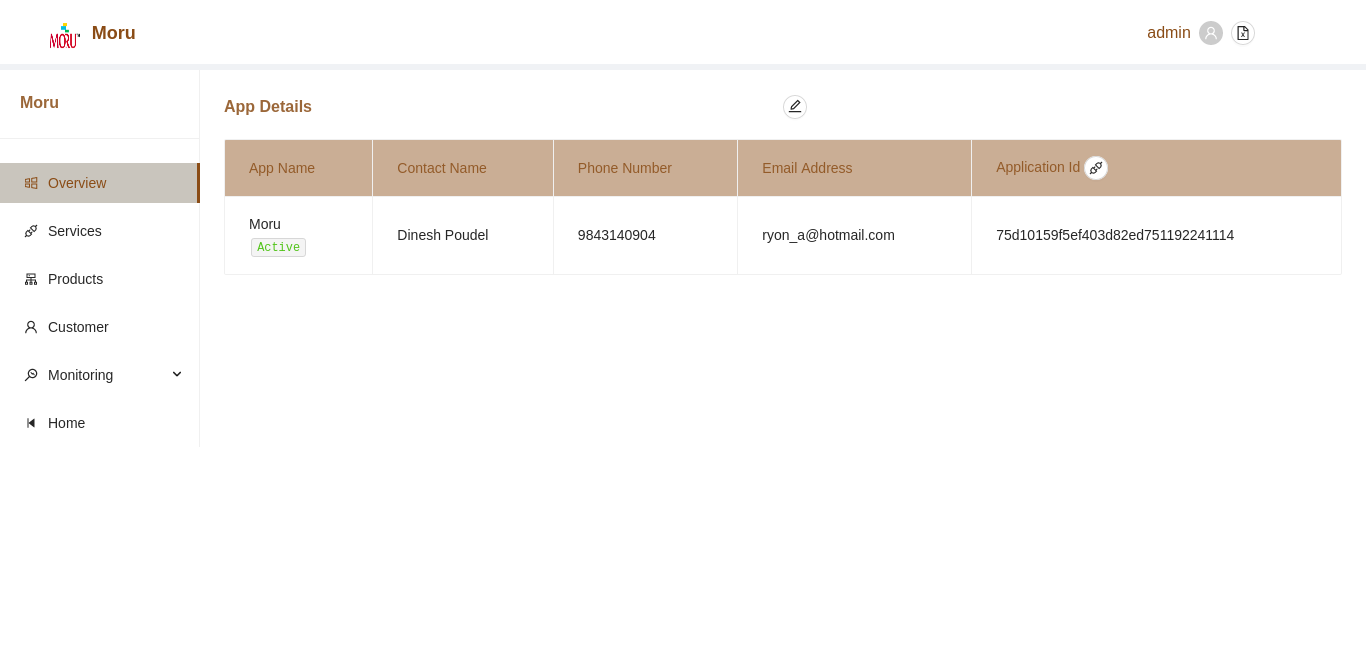 MORU Moru
admin
Moru
Overview
Services
Products
Customer
Monitoring
Home
App Details
App Name Contact Name Phone Number Email Address Application Id
Moru
Active
Dinesh Poudel 9843140904 ryon_a@hotmail.com 75d10159f5ef403d82ed751192241114